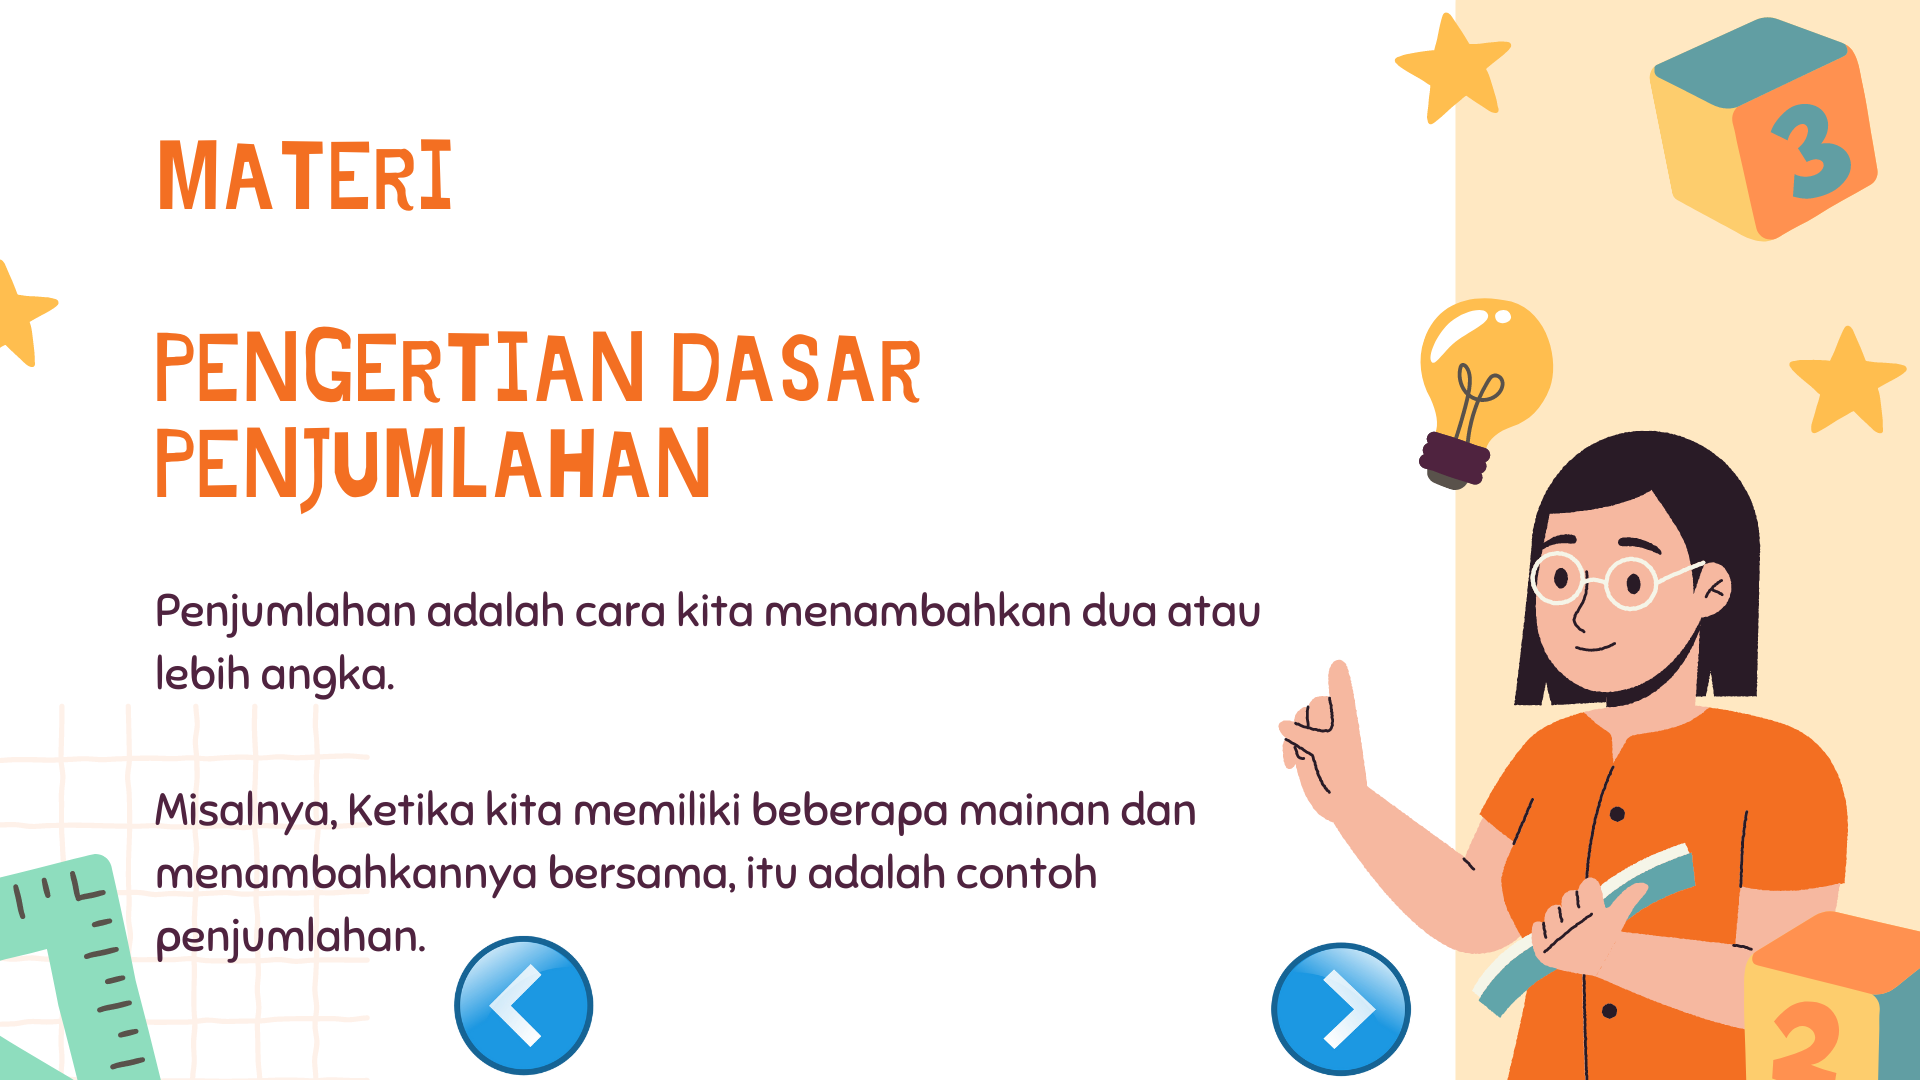 MATERI
PENGERTIAN DASAR
PENJUMLAHAN
Penjumlahan adalah cara kita menambahkan dua atau
lebih angka.
Misalnya, Ketika kita memiliki beberapa mainan dan
menambahkannya bersama, itu adalah contoh
penjumlahan.
3
2